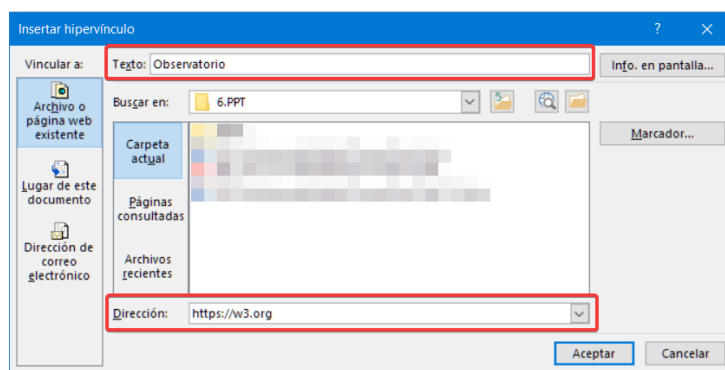 Insertar hipervínculo
?
Vincular a:
Texto: Observatorio
Info. en pantalla...
Archivo o
página web
existente
Buscar en: 6.PPT
Marcador...
Carpeta
actual
Lugar de este
documento
Páginas
consultadas
Dirección de
correo
electrónico
Archivos
recientes
Dirección: https://w3.org
Aceptar Cancelar